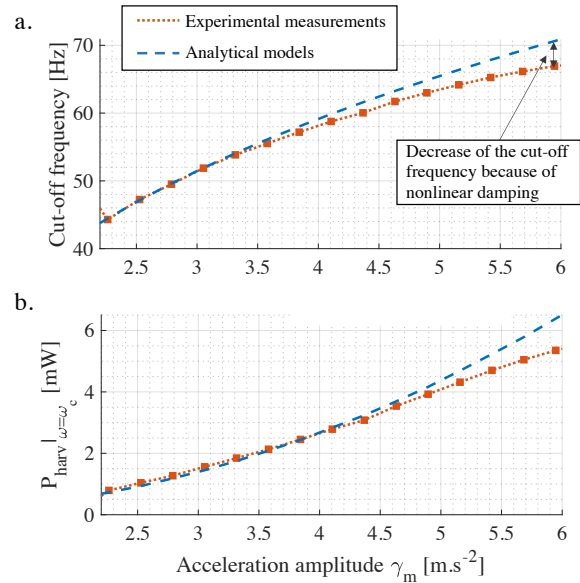 a.
Experimental measurements
Analytical models
Cut-off frequency [Hz]
70
60
50
40
Decrease of the cut-off
frequency because of
nonlinear damping
2.5 3 3.5 4 4.5 5 5.5 6
b.
P_harv|_ω=ω_c [mW]
6
4
2
0
2.5 3 3.5 4 4.5 5 5.5 6
Acceleration amplitude γ_m [m.s⁻²]